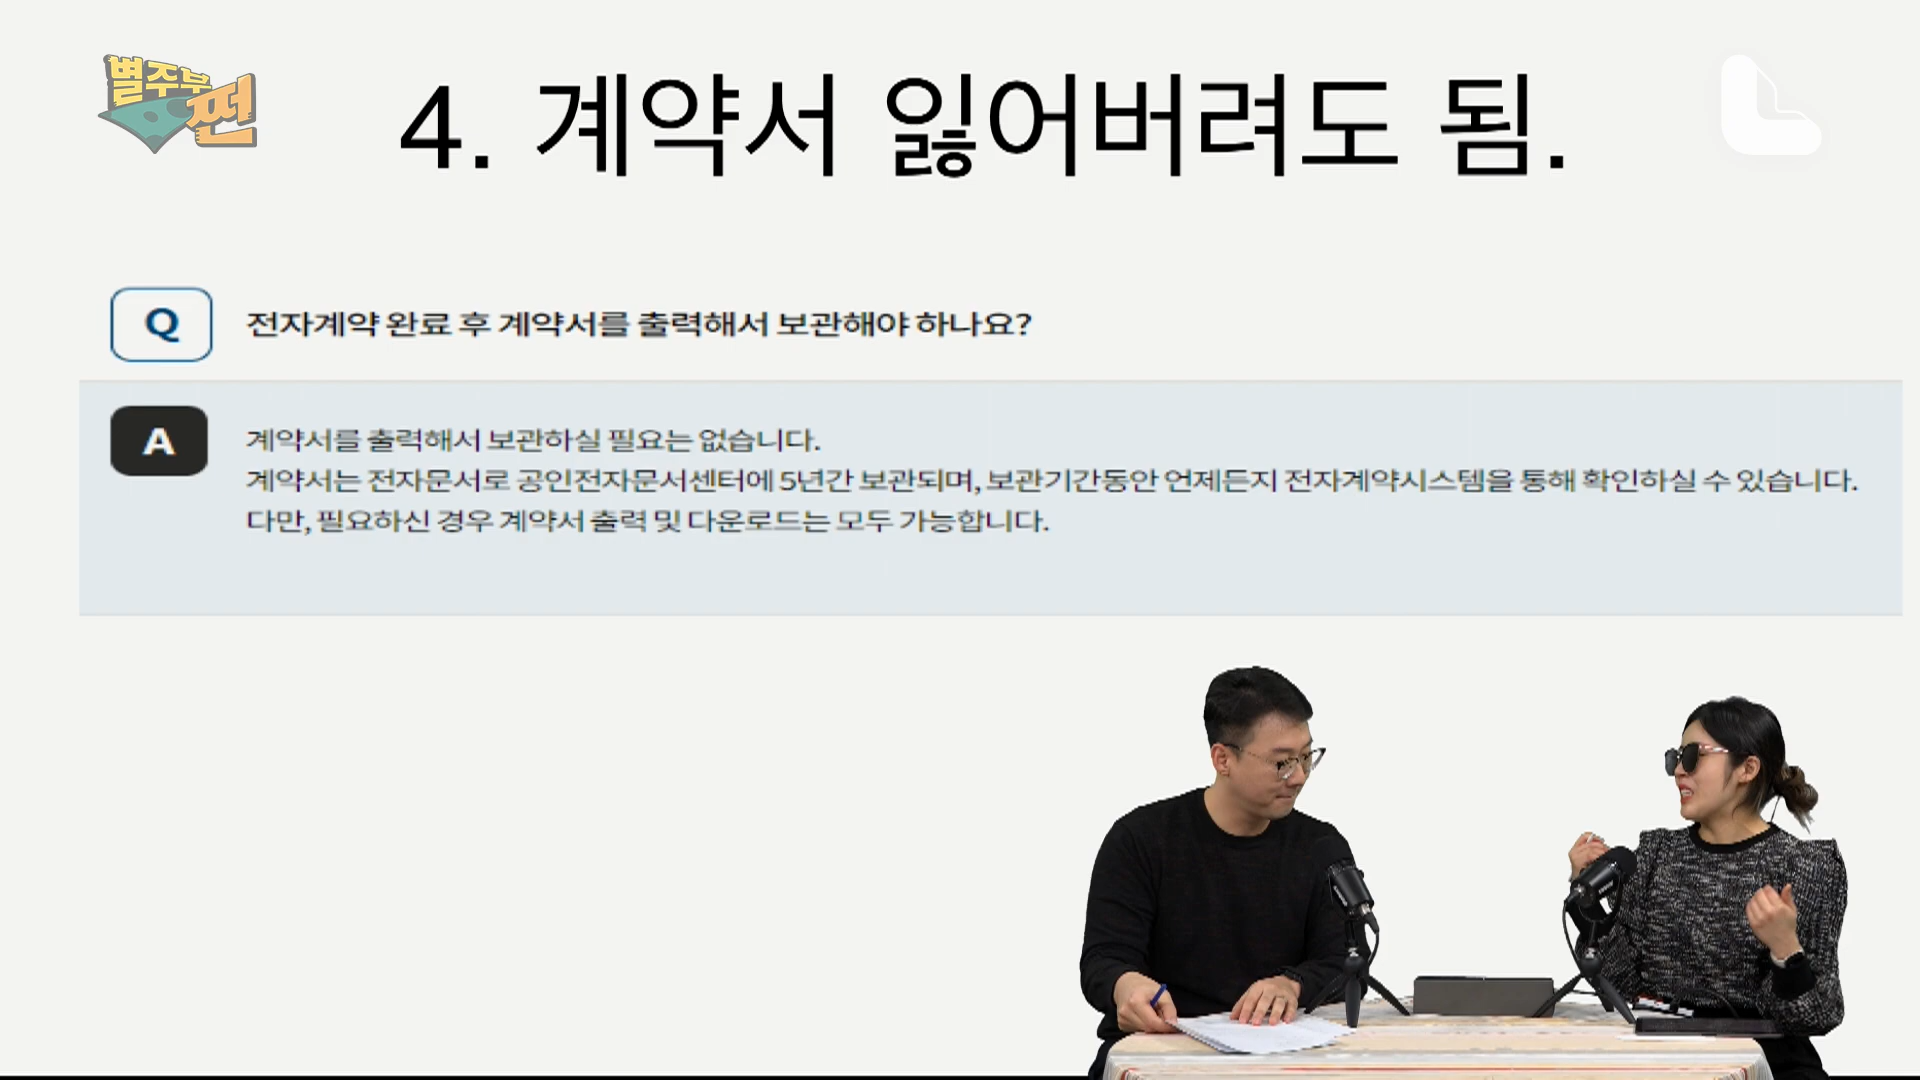 별주부
쩐
4. 계약서 잃어버려도 됨.
Q
전자계약 완료 후 계약서를 출력해서 보관해야 하나요?
A
계약서를 출력해서 보관하실 필요는 없습니다.
계약서는 전자문서로 공인전자문서센터에 5년간 보관되며, 보관기간동안 언제든지 전자계약시스템을 통해 확인하실 수 있습니다.
다만, 필요하신 경우 계약서 출력 및 다운로드는 모두 가능합니다.